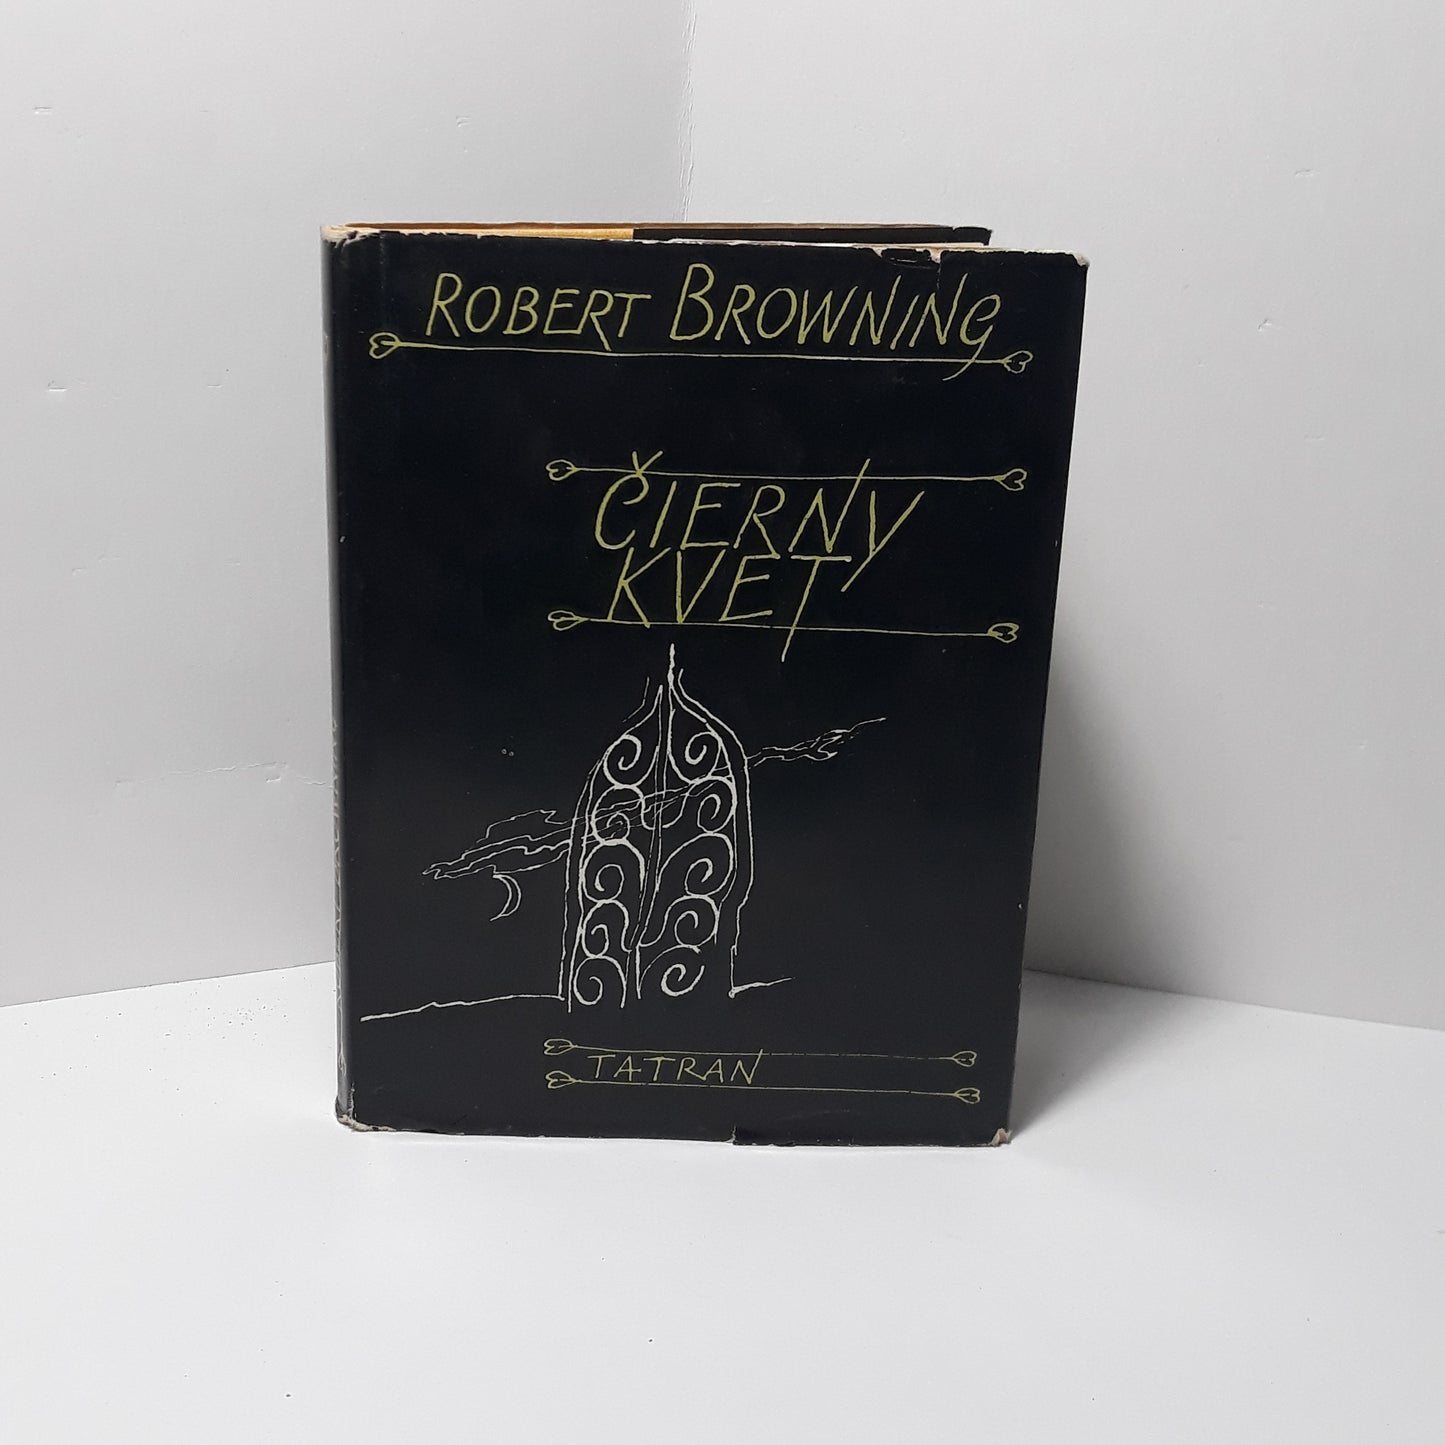 ROBERT BROWNING
ČIERNY
KVET
TATRAN